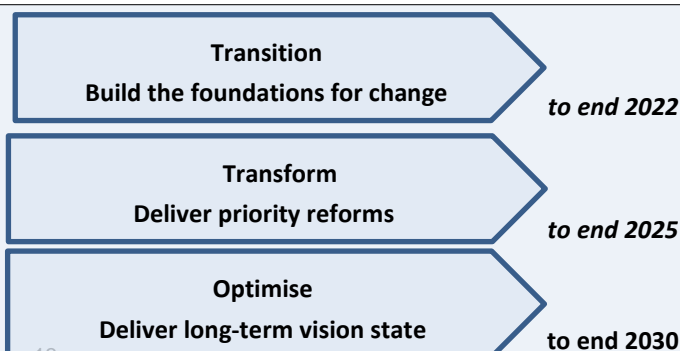 Transition
Build the foundations for change
to end 2022
Transform
Deliver priority reforms
to end 2025
Optimise
Deliver long-term vision state
to end 2030